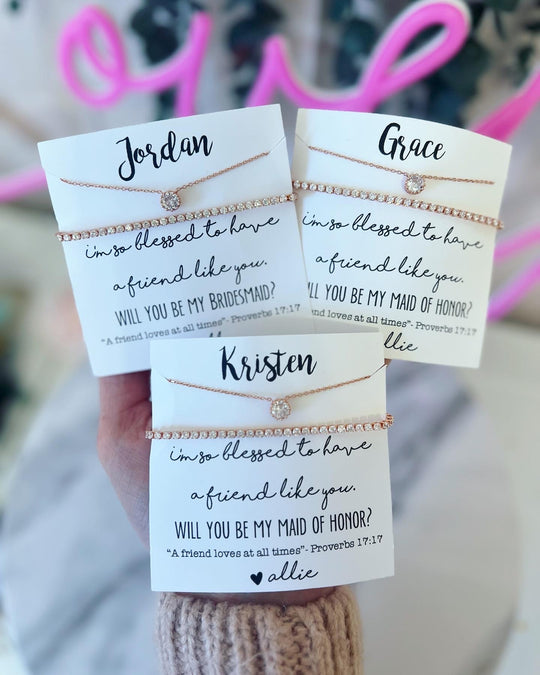 Jordan
i'm so blessed to have
a friend like you.
WILL YOU BE MY BRIDESMAID?
"A friend loves at all times"- Proverbs 17:17
Grace
i'm so blessed to have
a friend like you.
WILL YOU BE MY MAID OF HONOR?
"A friend loves at all times"- Proverbs 17:17
allie
Kristen
i'm so blessed to have
a friend like you.
WILL YOU BE MY MAID OF HONOR?
"A friend loves at all times"- Proverbs 17:17
♥ allie